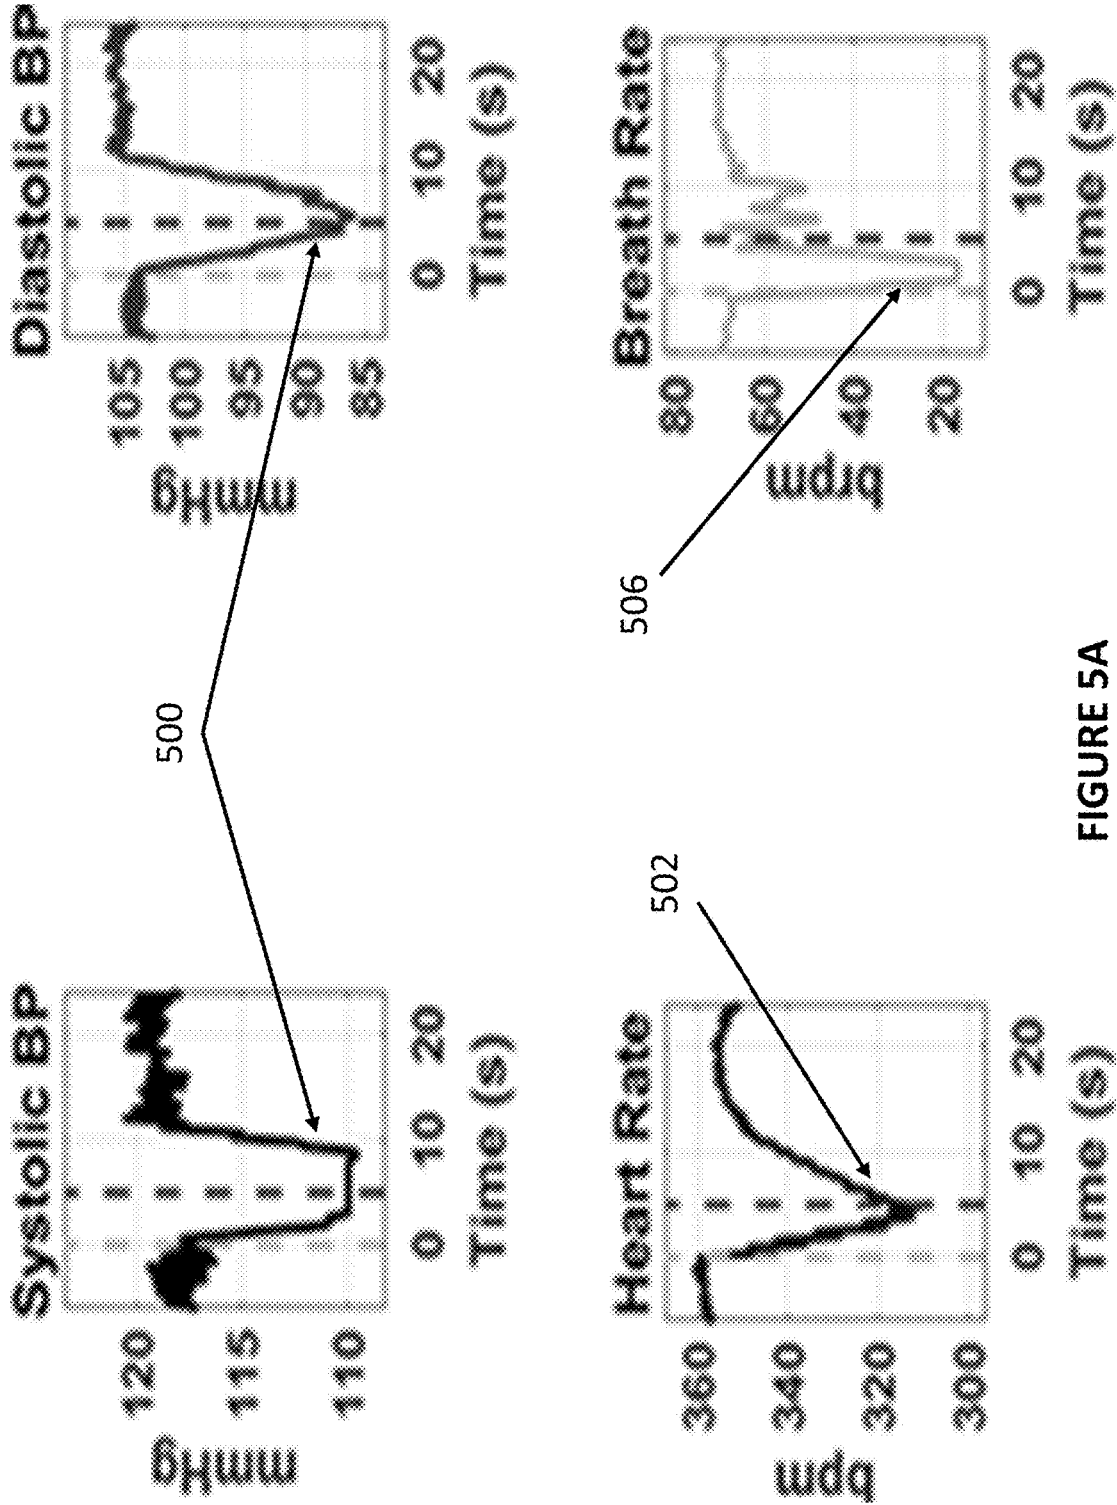 500
Systolic BP
mmHg
120
115
110
0 10 20
Time (s)
Diastolic BP
mmHg
105
100
95
90
85
0 10 20
Time (s)
502
506
Heart Rate
bpm
360
340
320
300
0 10 20
Time (s)
Breath Rate
brpm
80
60
40
20
0 10 20
Time (s)
FIGURE 5A